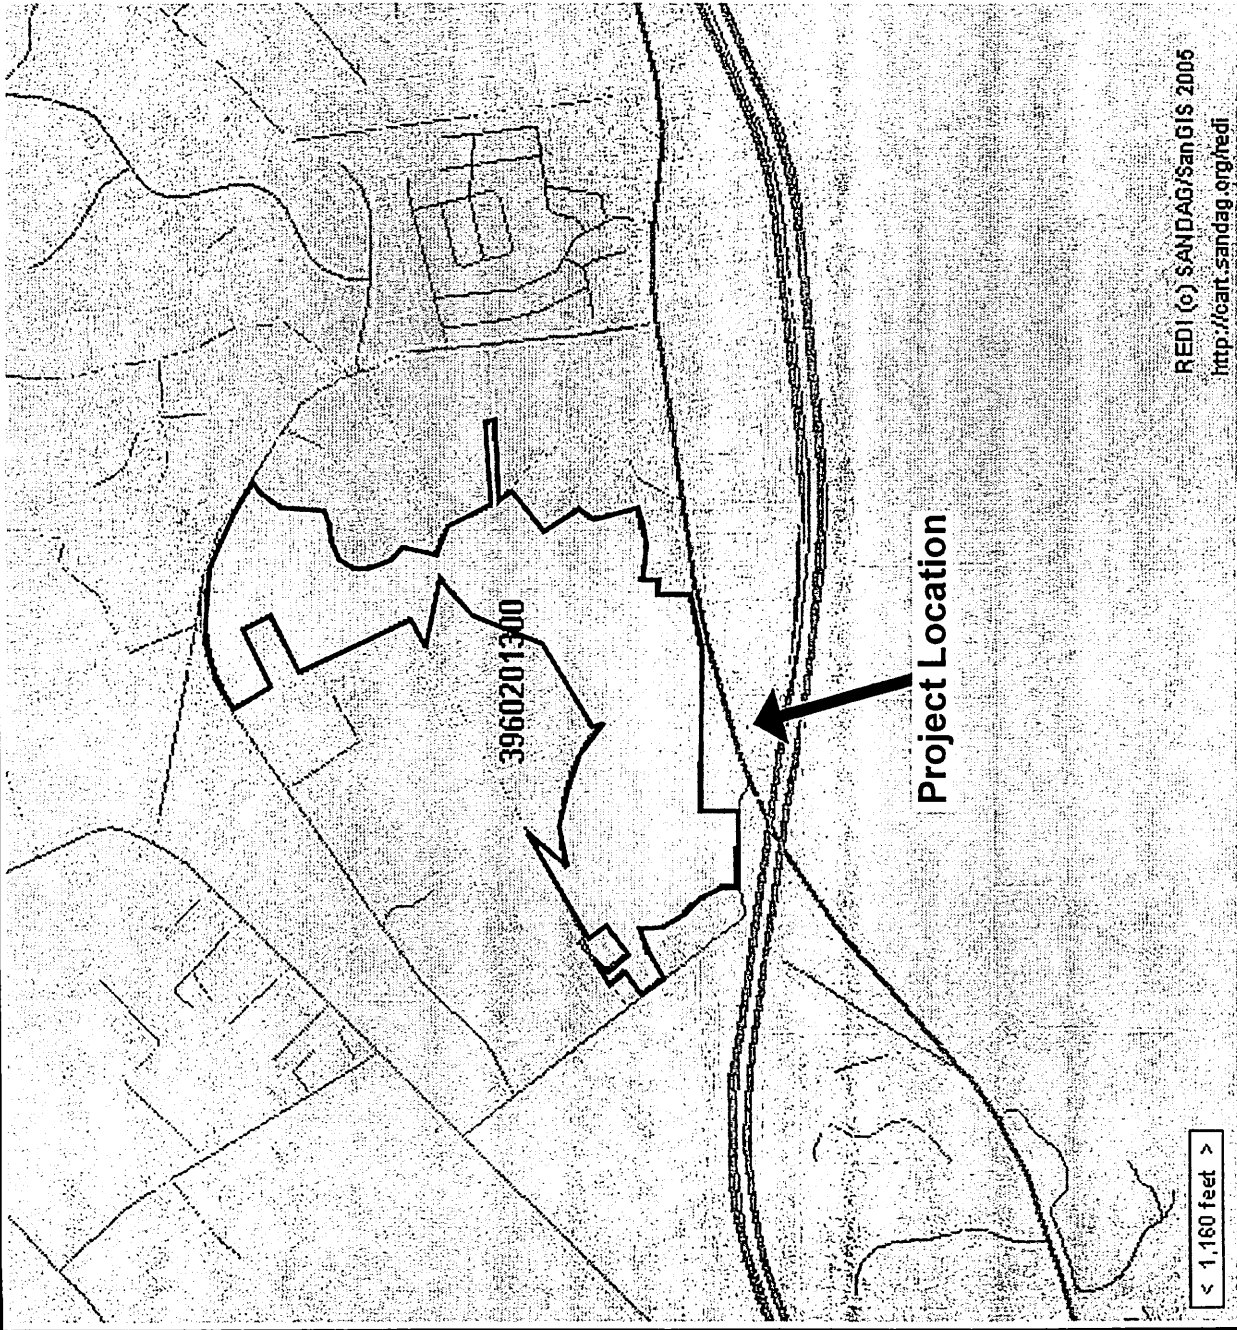 3960201300
Project Location
REDI (c) SANDAG/SanGIS 2005
http://cart.sandag.org/redi
< 1,160 feet >